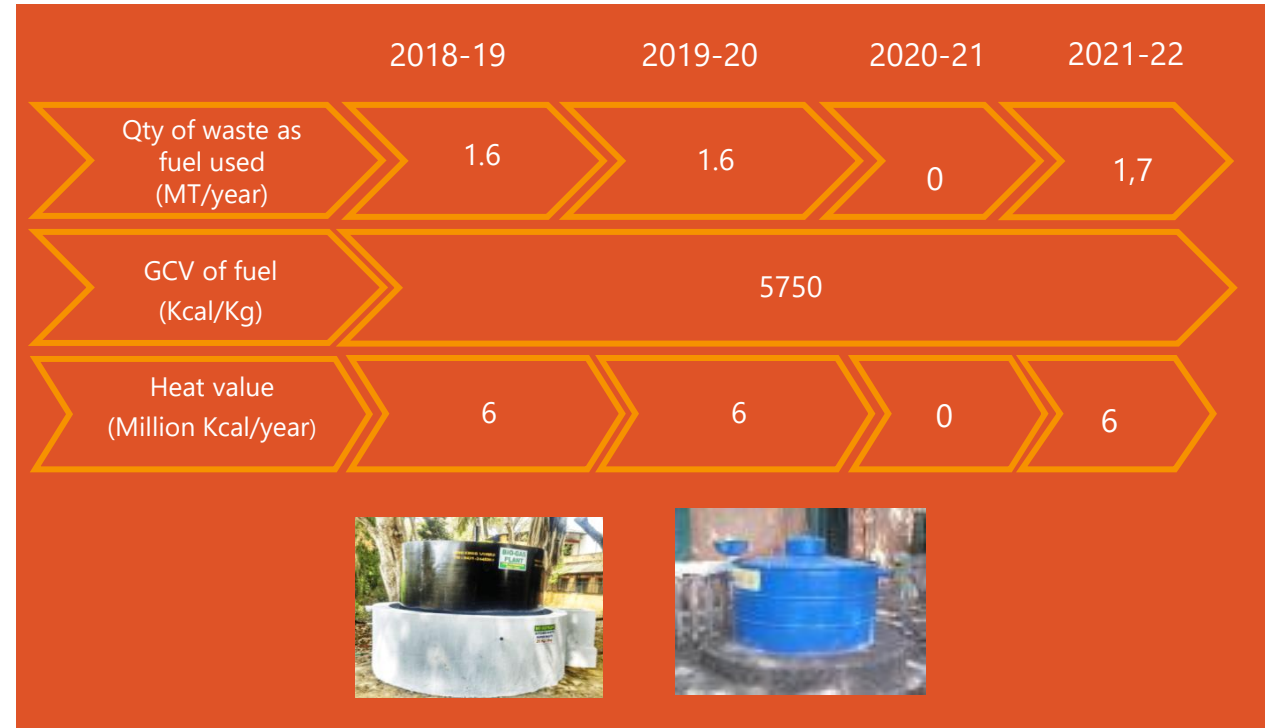 2018-19 2019-20 2020-21 2021-22
Qty of waste as
fuel used
(MT/year)
1.6 1.6 0 1,7
GCV of fuel
(Kcal/Kg)
5750
Heat value
(Million Kcal/year)
6 6 0 6
BIO-GAS
PLANT